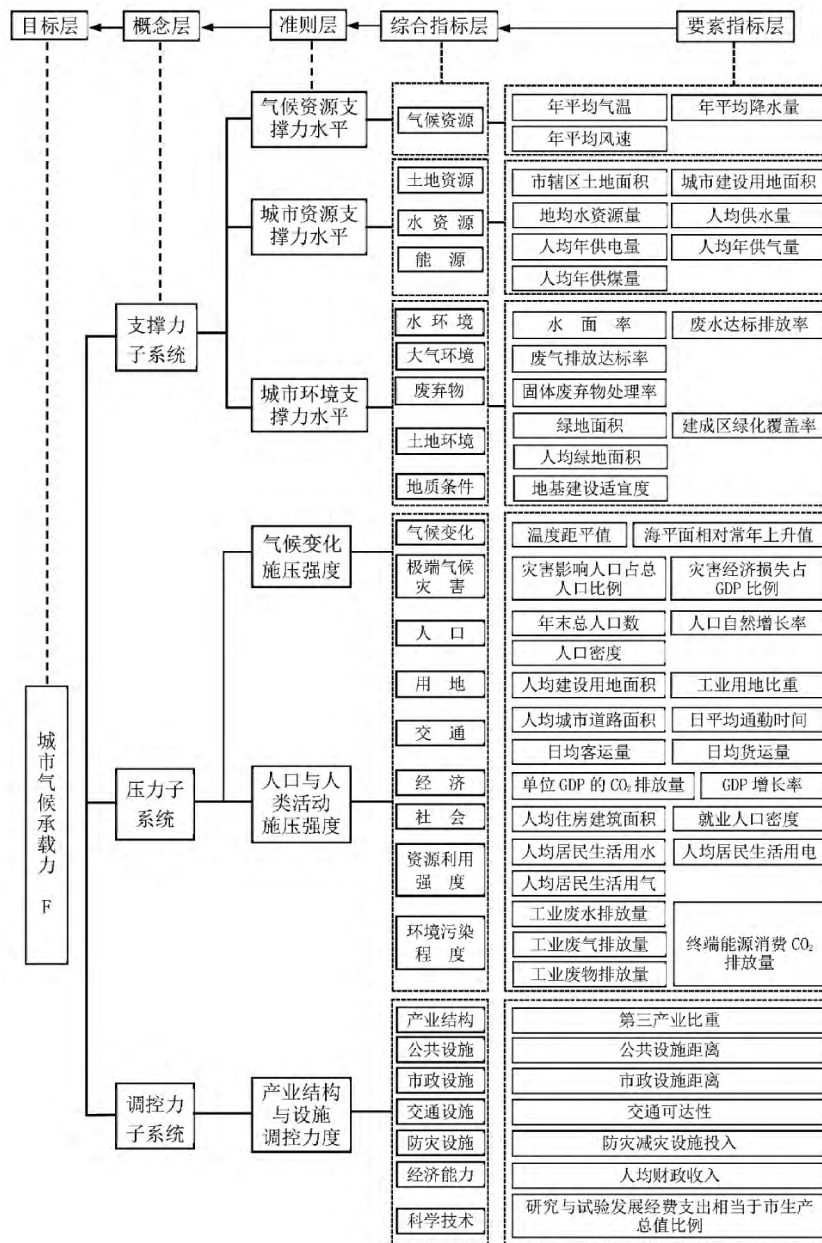 目标层
概念层
准则层
综合指标层
要素指标层
气候资源支
撑力水平
气候资源
年平均气温
年平均降水量
年平均风速
城市资源支
撑力水平
土地资源
水资源
能源
市辖区土地面积
城市建设用地面积
地均水资源量
人均供水量
人均年供电量
人均年供气量
人均年供煤量
支撑力
子系统
城市环境支
撑力水平
水环境
大气环境
废弃物
土地环境
地质条件
水面率
废水达标排放率
废气排放达标率
固体废弃物处理率
绿地面积
建成区绿化覆盖率
人均绿地面积
地基建设适宜度
气候变化
施压强度
气候变化
温度距平值
海平面相对常年上升值
极端气候
灾害
灾害影响人口占总
人口比例
灾害经济损失占
GDP 比例
人口
年末总人口数
人口自然增长率
人口密度
用地
人均建设用地面积
工业用地比重
交通
人均城市道路面积
日平均通勤时间
日均客运量
日均货运量
城市气候承载力 F
压力子
系统
人口与人
类活动
施压强度
经济
单位 GDP 的 CO₂ 排放量
GDP 增长率
社会
人均住房建筑面积
就业人口密度
资源利用
强度
人均居民生活用水
人均居民生活用电
人均居民生活用气
环境污染
程度
工业废水排放量
工业废气排放量
工业废物排放量
终端能源消费 CO₂
排放量
调控力
子系统
产业结构
与设施
调控力度
产业结构
第三产业比重
公共设施
公共设施距离
市政设施
市政设施距离
交通设施
交通可达性
防灾设施
防灾减灾设施投入
经济能力
人均财政收入
科学技术
研究与试验发展经费支出相当于市生产
总值比例